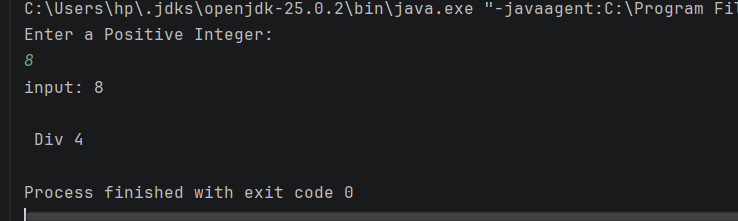 C:\Users\hp\.jdks\openjdk-25.0.2\bin\java.exe "-javaagent:C:\Program Fil
Enter a Positive Integer:
8
input: 8
Div 4
Process finished with exit code 0